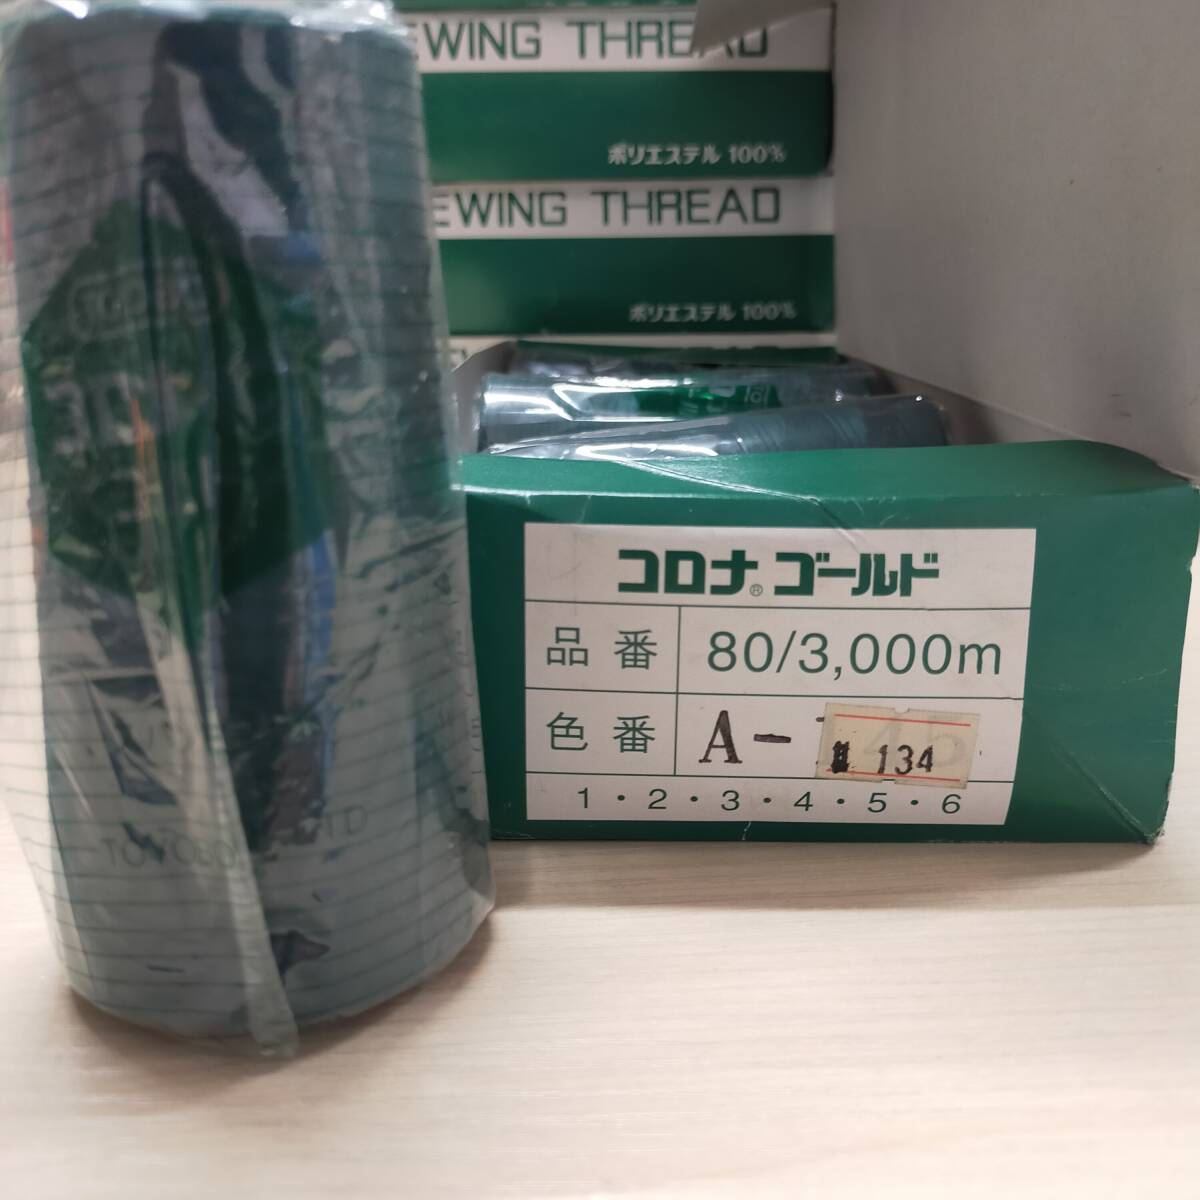 EWING THREAD
ポリエステル 100%
EWING THREAD
ポリエステル 100%
コロナ® ゴールド
品番 80/3,000m
色番 A- 134
1・2・3・4・5・6